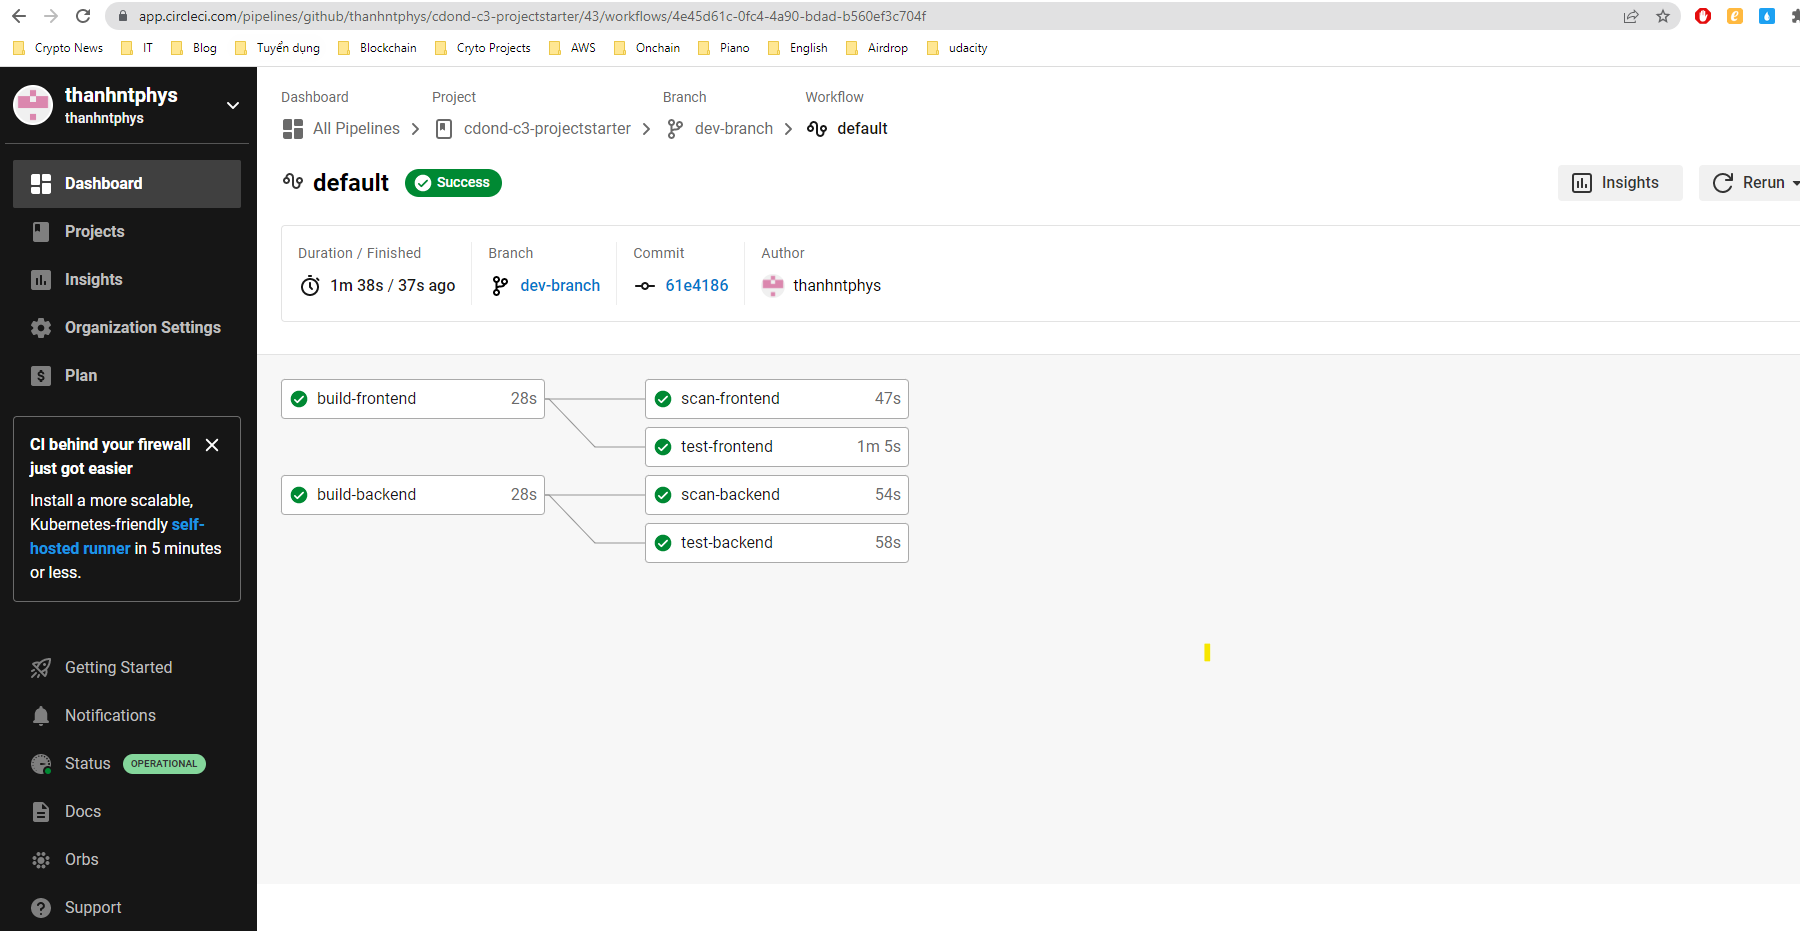 app.circleci.com/pipelines/github/thanhntphys/cdond-c3-projectstarter/43/workflows/4e45d61c-0fc4-4a90-bdad-b560ef3c704f
Crypto News IT Blog Tuyển dụng Blockchain Cryto Projects AWS Onchain Piano English Airdrop udacity
thanhntphys
thanhntphys
Dashboard
Projects
Insights
Organization Settings
Plan
CI behind your firewall
just got easier
Install a more scalable,
Kubernetes-friendly self-
hosted runner in 5 minutes
or less.
Getting Started
Notifications
Status OPERATIONAL
Docs
Orbs
Support
Dashboard Project Branch Workflow
All Pipelines cdond-c3-projectstarter dev-branch default
default Success
Insights Rerun
Duration / Finished Branch Commit Author
1m 38s / 37s ago dev-branch 61e4186 thanhntphys
build-frontend 28s scan-frontend 47s
test-frontend 1m 5s
build-backend 28s scan-backend 54s
test-backend 58s